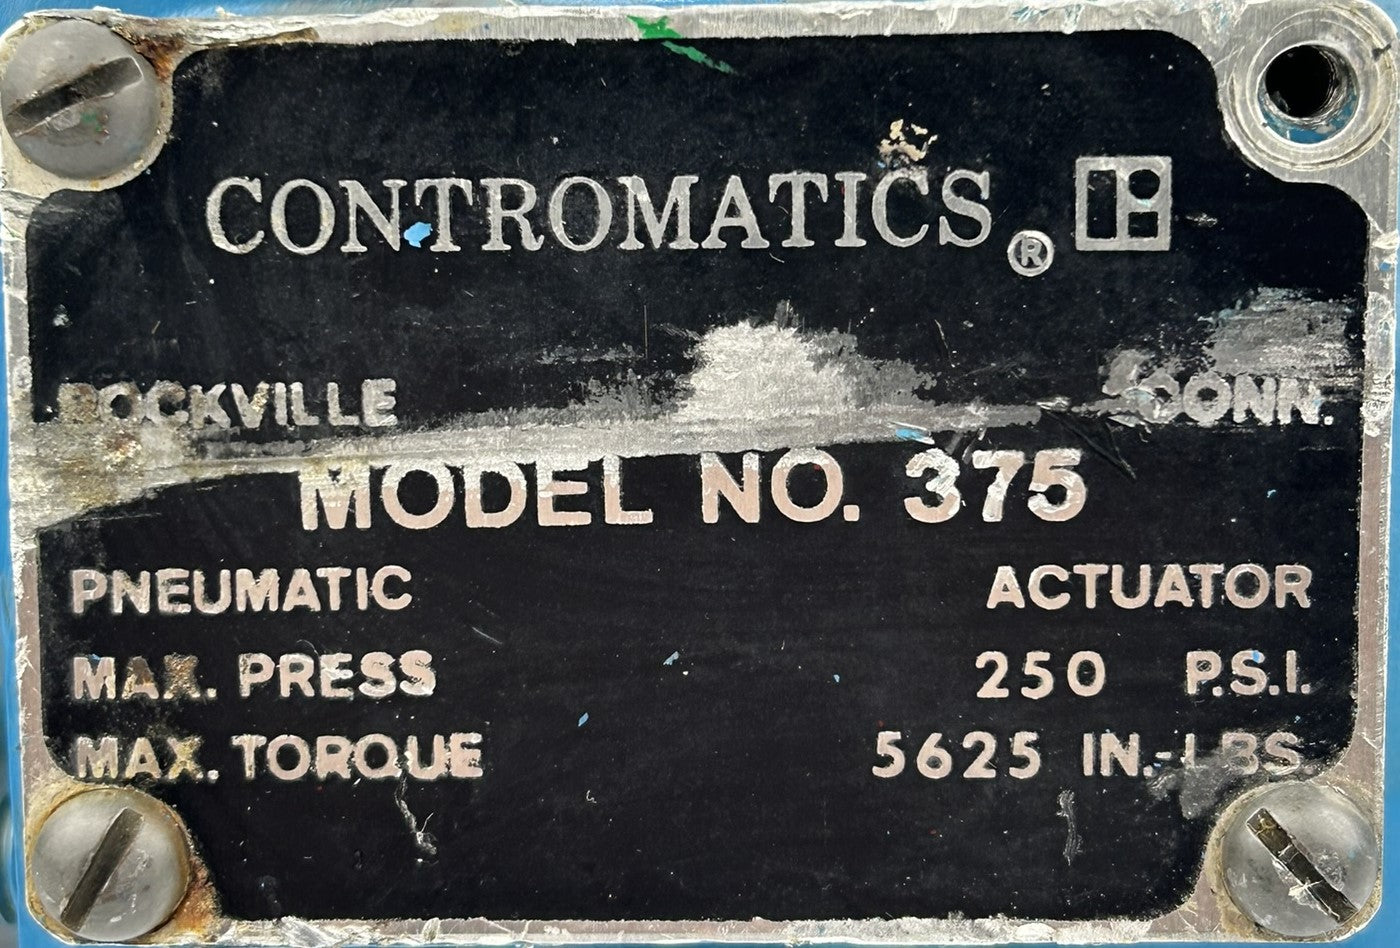 CONTROMATICS ®
ROCKVILLE CONN.
MODEL NO. 375
PNEUMATIC ACTUATOR
MAX. PRESS 250 P.S.I.
MAX. TORQUE 5625 IN.-LBS.